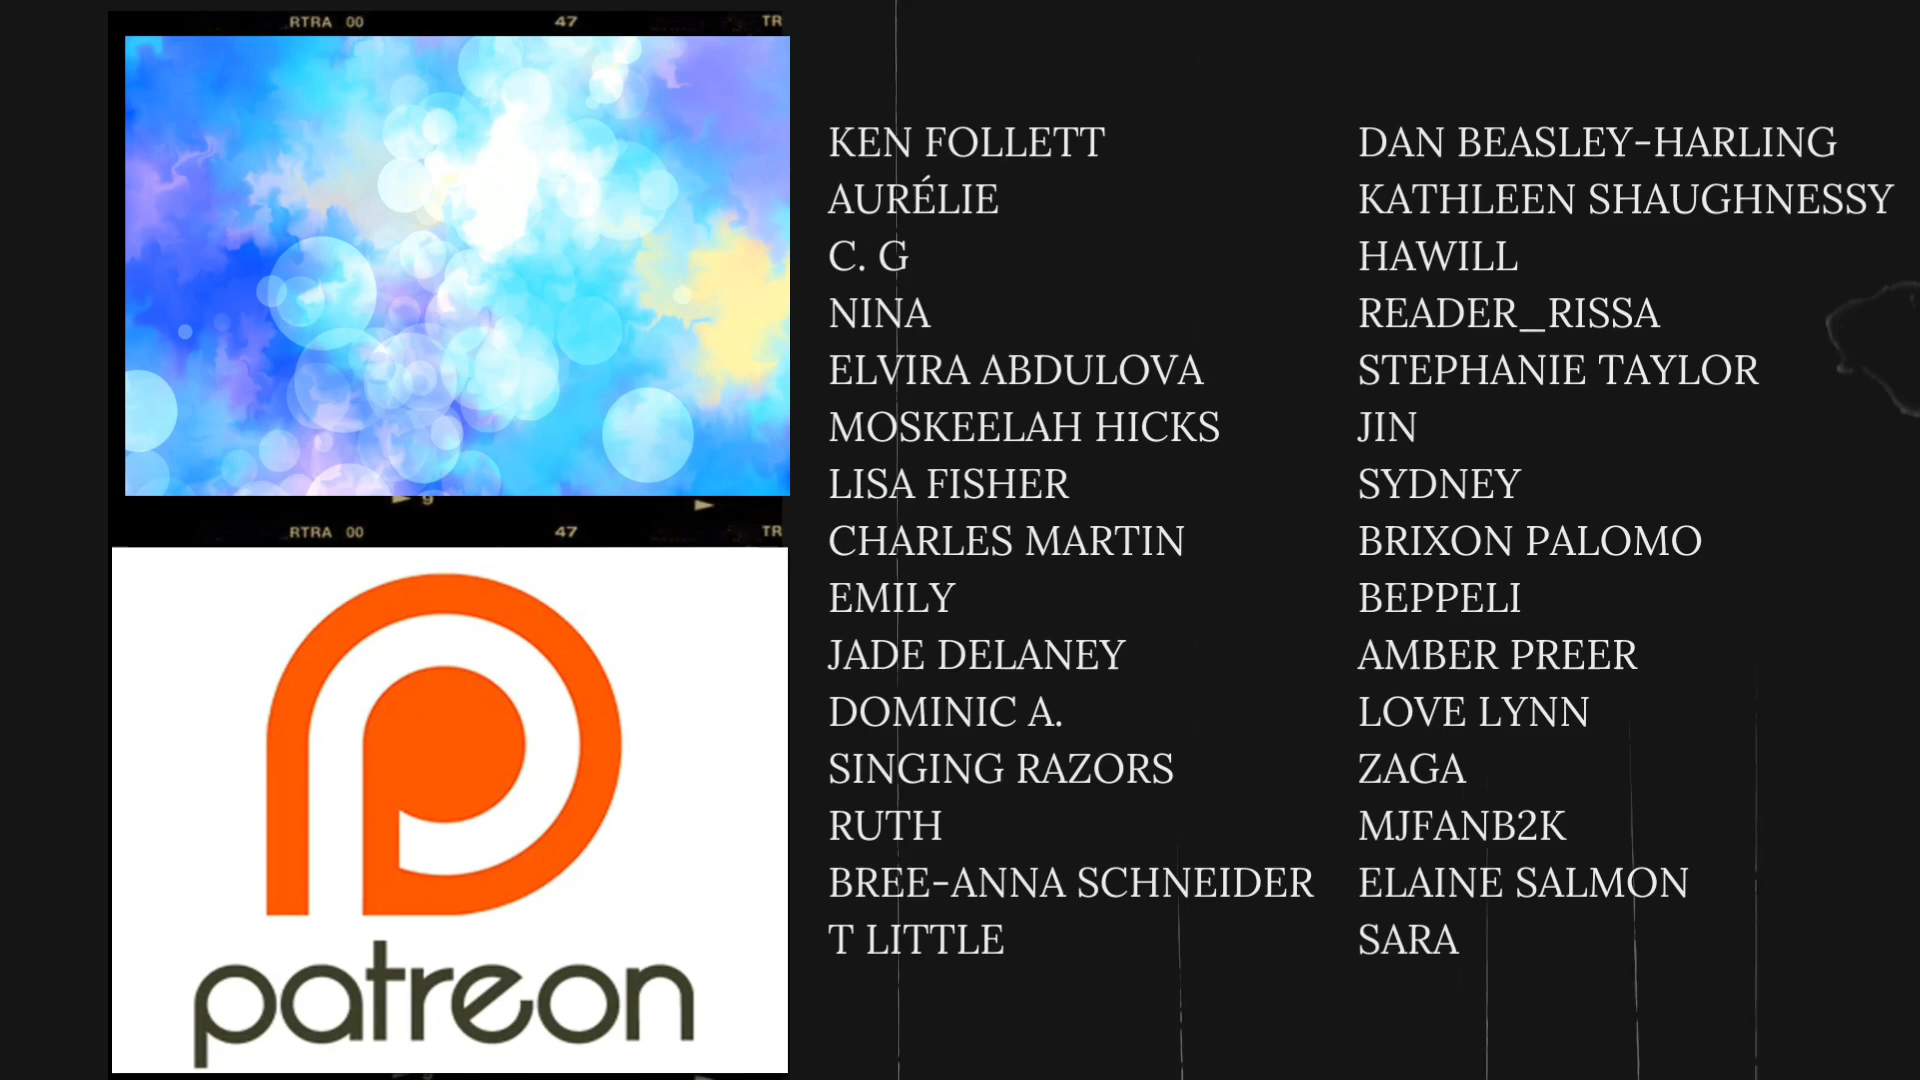 RTRA 00 47 TR
9
RTRA 00 47 TR
patreon
KEN FOLLETT
AURÉLIE
C. G
NINA
ELVIRA ABDULOVA
MOSKEELAH HICKS
LISA FISHER
CHARLES MARTIN
EMILY
JADE DELANEY
DOMINIC A.
SINGING RAZORS
RUTH
BREE-ANNA SCHNEIDER
T LITTLE
DAN BEASLEY-HARLING
KATHLEEN SHAUGHNESSY
HAWILL
READER_RISSA
STEPHANIE TAYLOR
JIN
SYDNEY
BRIXON PALOMO
BEPPELI
AMBER PREER
LOVE LYNN
ZAGA
MJFANB2K
ELAINE SALMON
SARA